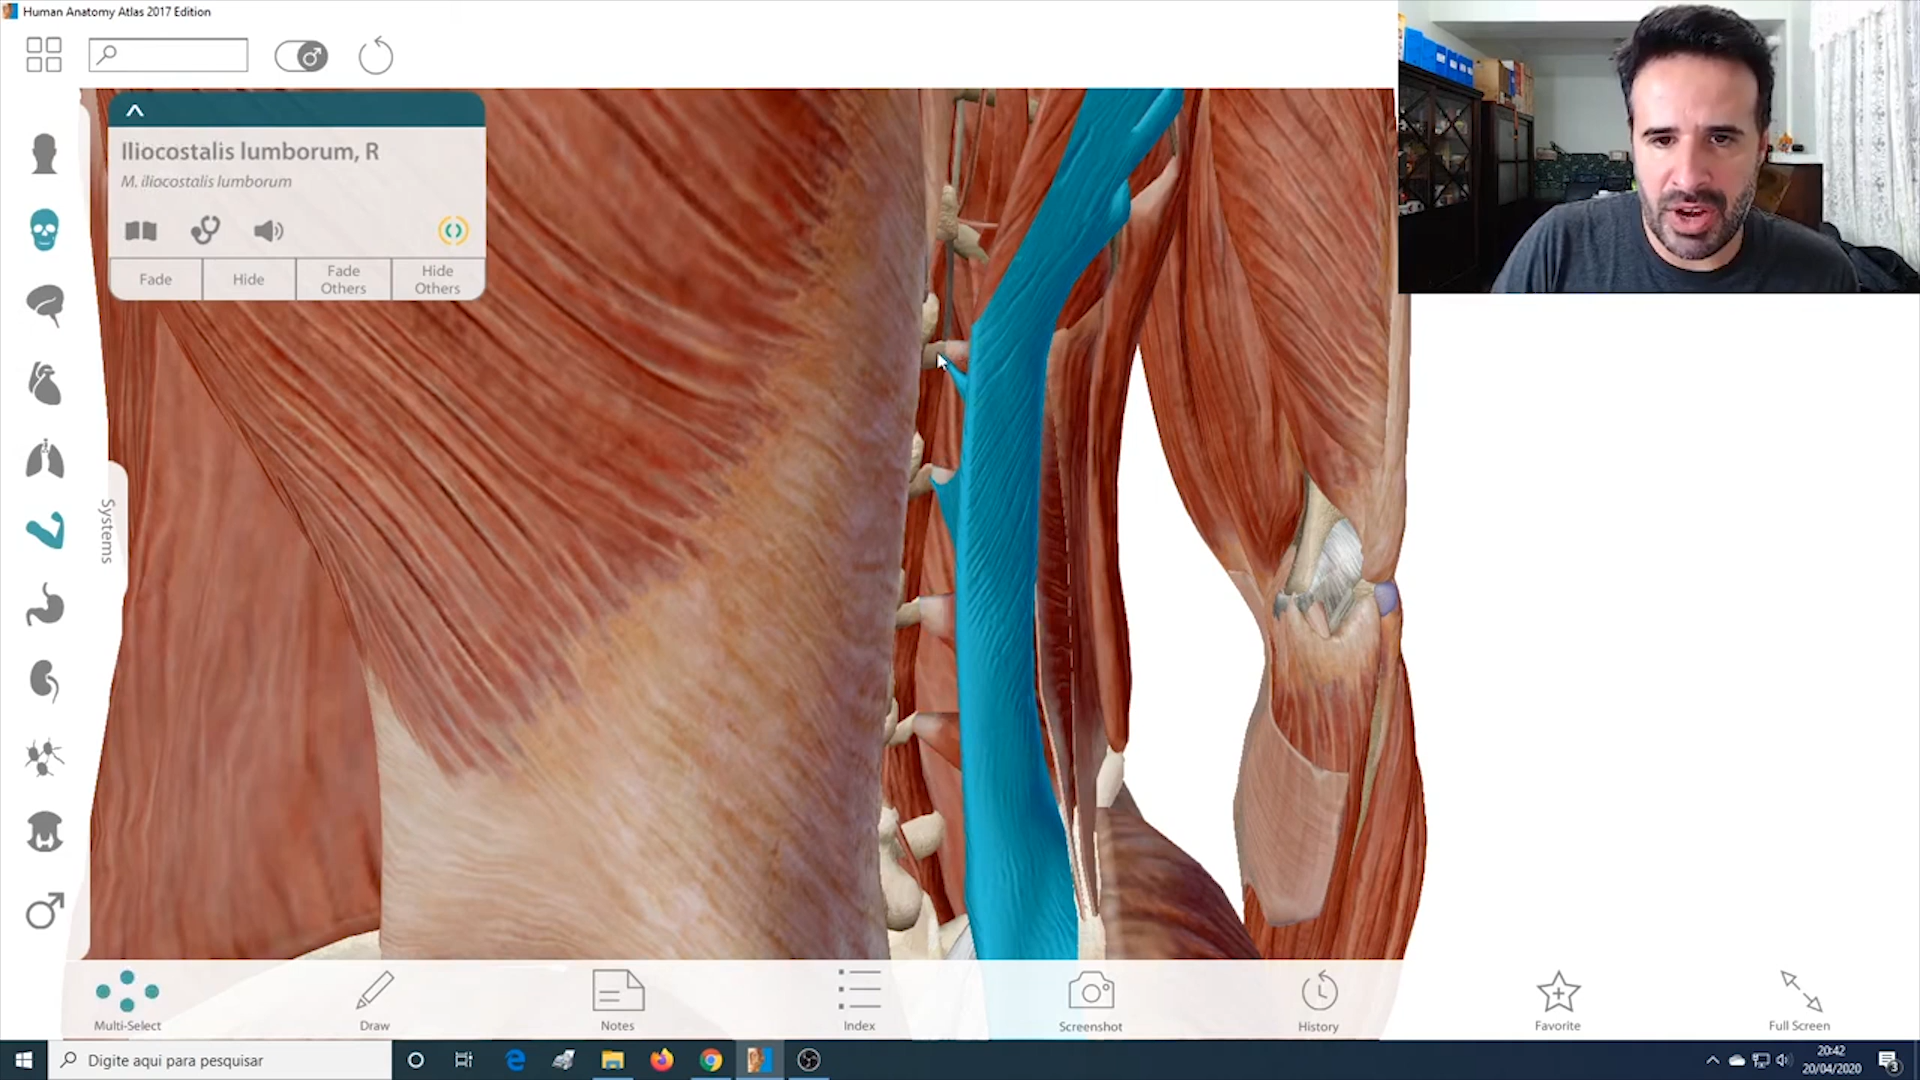 Human Anatomy Atlas 2017 Edition
Iliocostalis lumborum, R
M. iliocostalis lumborum
Fade
Hide
Fade
Others
Hide
Others
Systems
Multi-Select
Draw
Notes
Index
Screenshot
History
Favorite
Full Screen
Digite aqui para pesquisar
20:42
20/04/2020
3